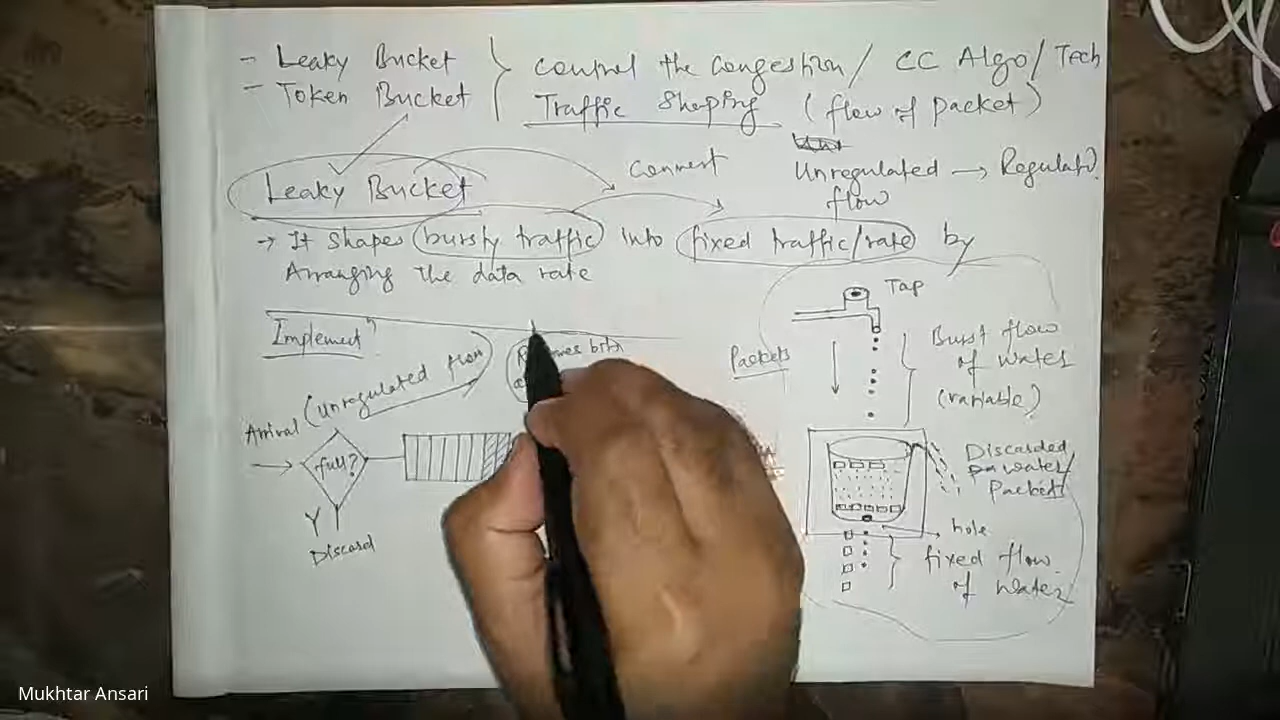 - Leaky Bucket
- Token Bucket
control the congestion / CC Algo / Tech
Traffic Shaping (flow of packet)
Unregulated → Regulated
flow
Leaky Bucket
Convert
→ It shapes bursty traffic into fixed traffic/rate by
Arranging the data rate
Implement
Arrival (Unregulated flow)
full?
Y
Discard
bits
Tap
Packets
Burst flow
of water
(variable)
Discarded
water/
Packet
hole
fixed flow
of water
Mukhtar Ansari